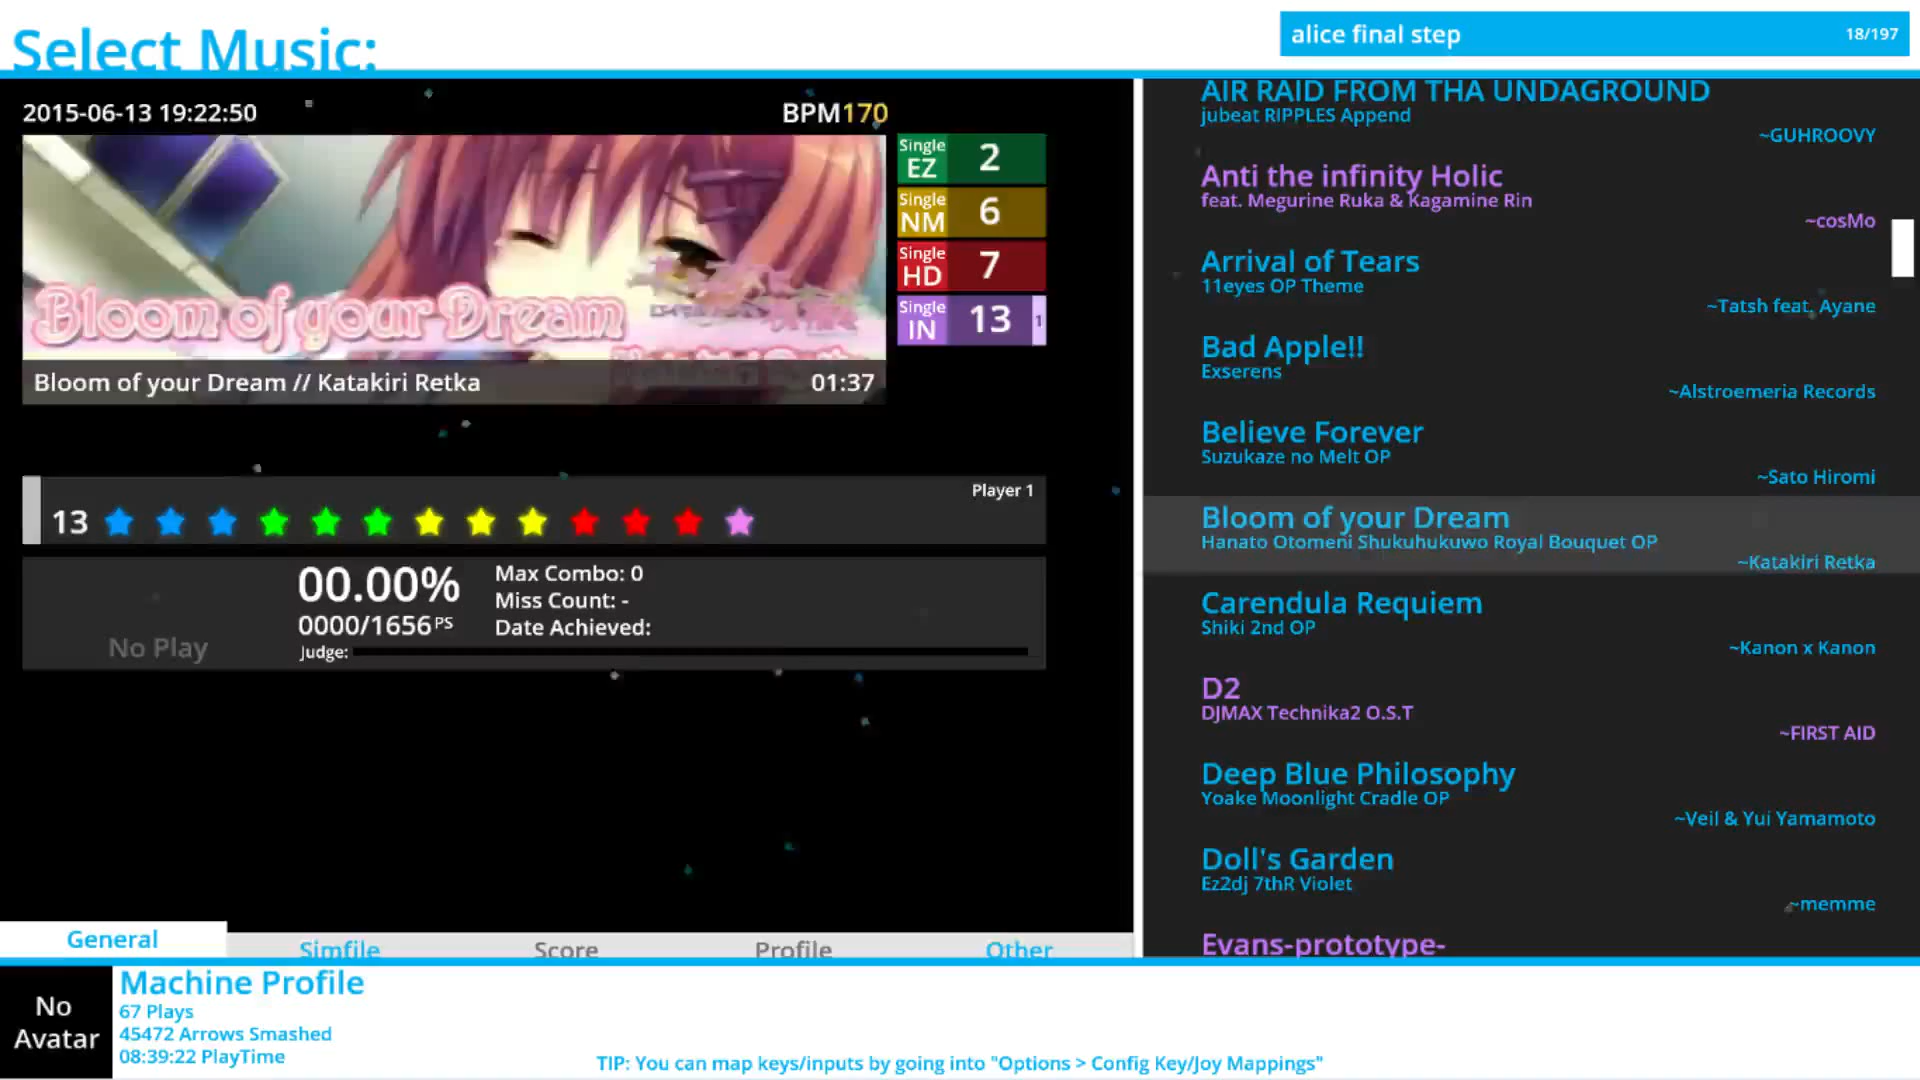 Select Music:
alice final step
18/197
2015-06-13 19:22:50
BPM170
Bloom of your Dream
Bloom of your Dream // Katakiri Retka
01:37
Single EZ 2
Single NM 6
Single HD 7
Single IN 13 1
Player 1
13
00.00%
0000/1656 PS
No Play
Max Combo: 0
Miss Count: -
Date Achieved:
Judge:
AIR RAID FROM THA UNDAGROUND
jubeat RIPPLES Append
~GUHROOVY
Anti the infinity Holic
feat. Megurine Ruka & Kagamine Rin
~cosMo
Arrival of Tears
11eyes OP Theme
~Tatsh feat. Ayane
Bad Apple!!
Exserens
~Alstroemeria Records
Believe Forever
Suzukaze no Melt OP
~Sato Hiromi
Bloom of your Dream
Hanato Otomeni Shukuhukuwo Royal Bouquet OP
~Katakiri Retka
Carendula Requiem
Shiki 2nd OP
~Kanon x Kanon
D2
DJMAX Technika2 O.S.T
~FIRST AID
Deep Blue Philosophy
Yoake Moonlight Cradle OP
~Veil & Yui Yamamoto
Doll's Garden
Ez2dj 7thR Violet
~memme
Evans-prototype-
General
Simfile
Score
Profile
Other
No Avatar
Machine Profile
67 Plays
45472 Arrows Smashed
08:39:22 PlayTime
TIP: You can map keys/inputs by going into "Options > Config Key/Joy Mappings"